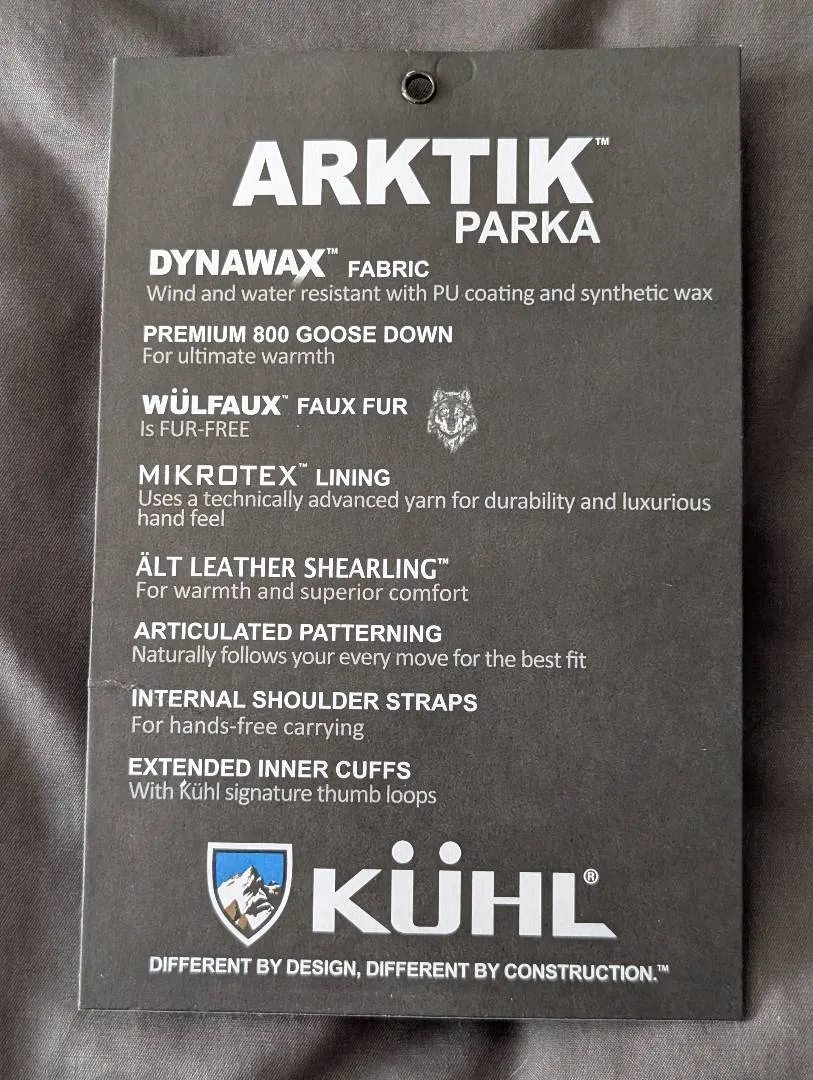 ARKTIK™
PARKA
DYNAWAX™ FABRIC
Wind and water resistant with PU coating and synthetic wax
PREMIUM 800 GOOSE DOWN
For ultimate warmth
WÜLFAUX™ FAUX FUR
Is FUR-FREE
MIKROTEX™ LINING
Uses a technically advanced yarn for durability and luxurious
hand feel
ÄLT LEATHER SHEARLING™
For warmth and superior comfort
ARTICULATED PATTERNING
Naturally follows your every move for the best fit
INTERNAL SHOULDER STRAPS
For hands-free carrying
EXTENDED INNER CUFFS
With Kühl signature thumb loops
KÜHL®
DIFFERENT BY DESIGN, DIFFERENT BY CONSTRUCTION.™